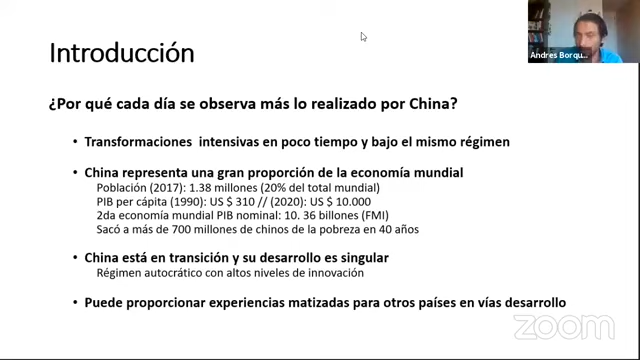 Introducción
Andres Borqu...
¿Por qué cada día se observa más lo realizado por China?
• Transformaciones intensivas en poco tiempo y bajo el mismo régimen
• China representa una gran proporción de la economía mundial
Población (2017): 1.38 millones (20% del total mundial)
PIB per cápita (1990): US $ 310 // (2020): US $ 10.000
2da economía mundial PIB nominal: 10. 36 billones (FMI)
Sacó a más de 700 millones de chinos de la pobreza en 40 años
• China está en transición y su desarrollo es singular
Régimen autocrático con altos niveles de innovación
• Puede proporcionar experiencias matizadas para otros países en vías desarrollo
zoom